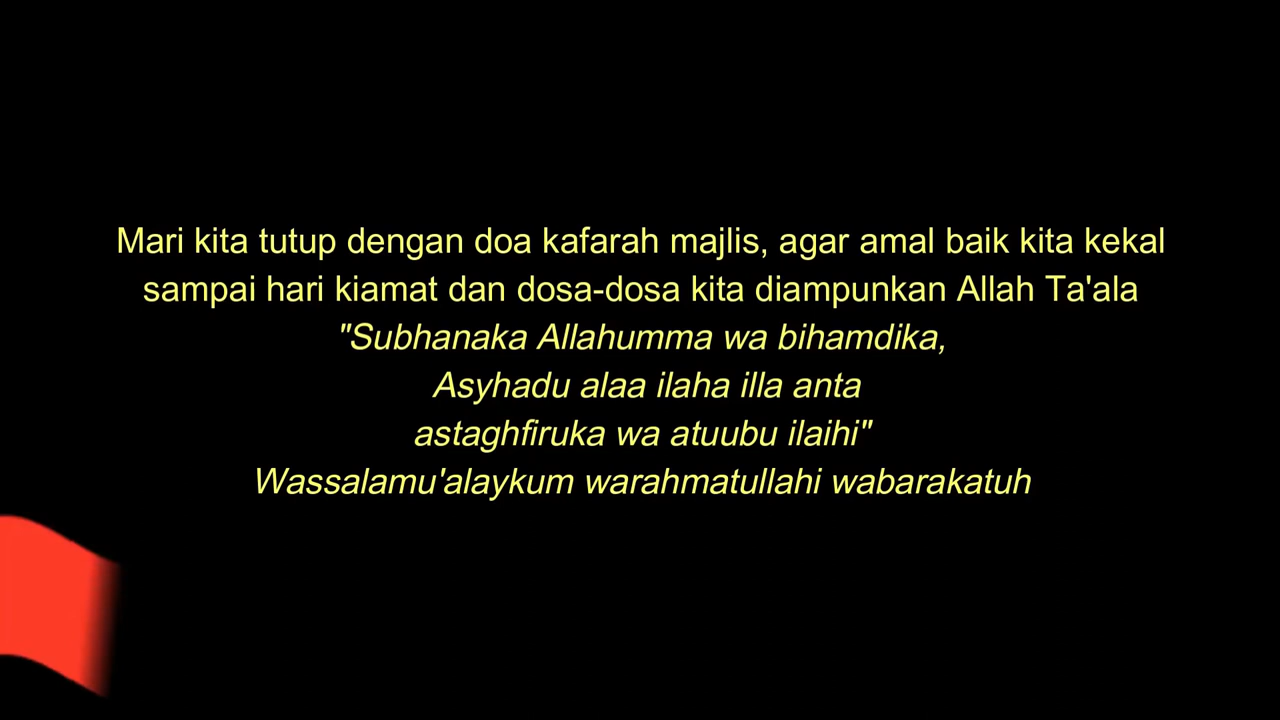 Mari kita tutup dengan doa kafarah majlis, agar amal baik kita kekal
sampai hari kiamat dan dosa-dosa kita diampunkan Allah Ta'ala
"Subhanaka Allahumma wa bihamdika,
Asyhadu alaa ilaha illa anta
astaghfiruka wa atuubu ilaihi"
Wassalamu'alaykum warahmatullahi wabarakatuh